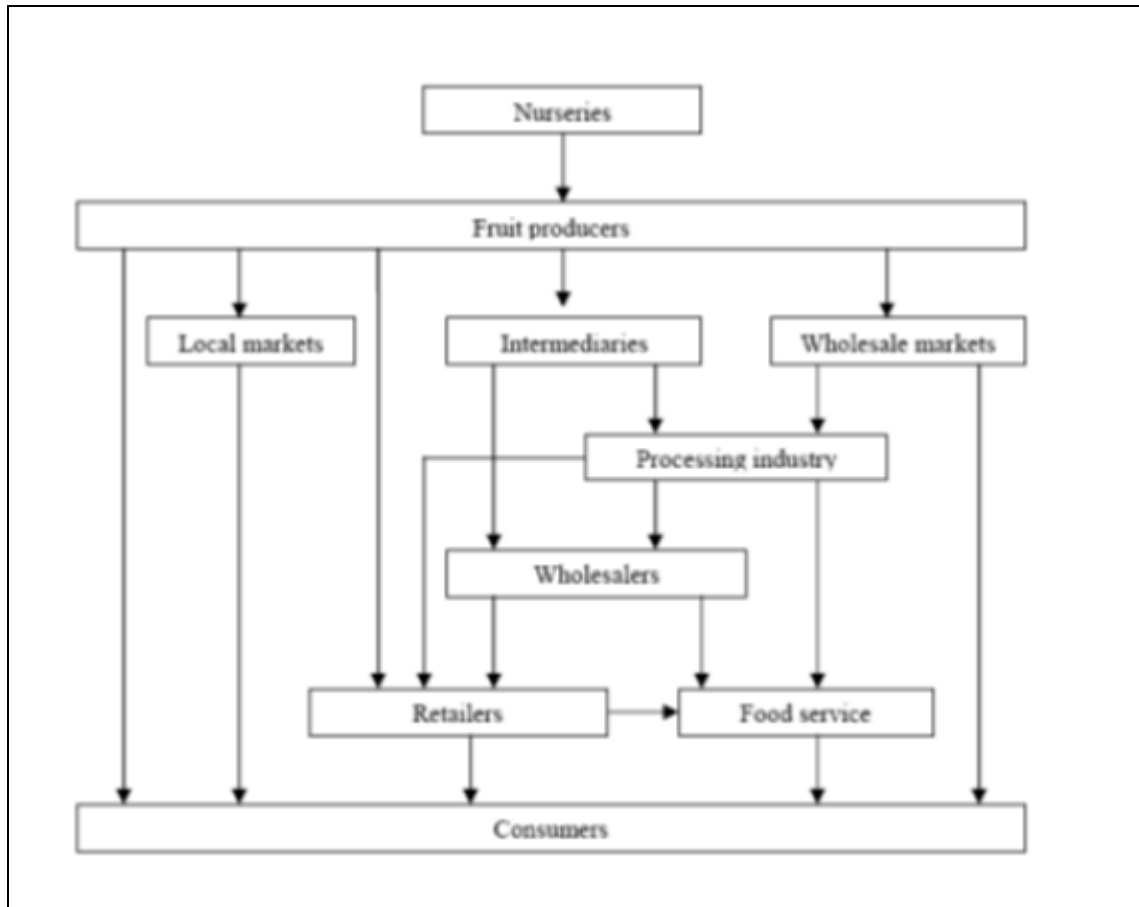 Nurseries
Fruit producers
Local markets
Intermediaries
Wholesale markets
Processing industry
Wholesalers
Retailers
Food service
Consumers